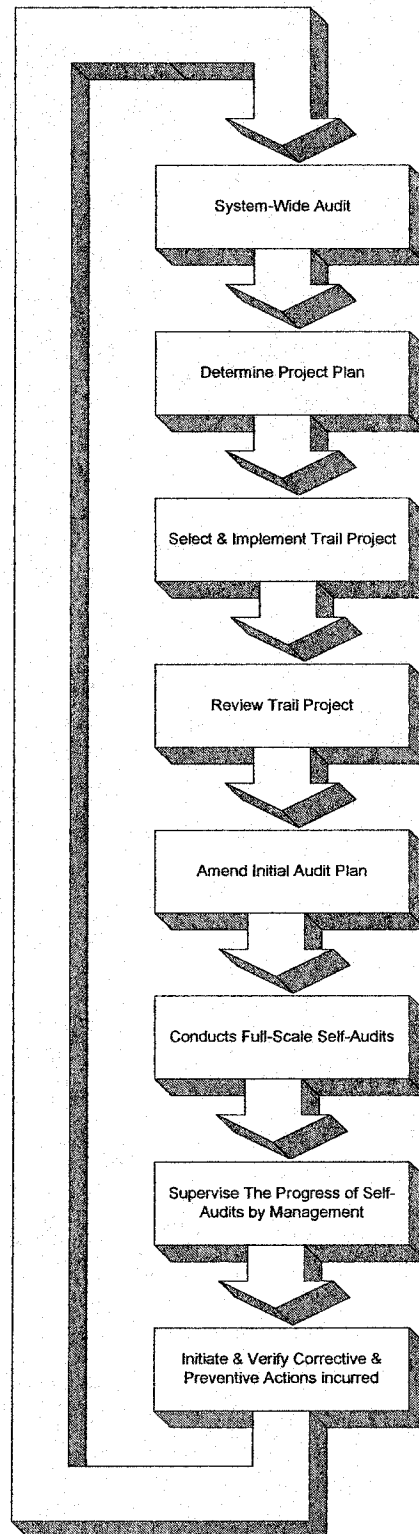 System-Wide Audit
Determine Project Plan
Select & Implement Trail Project
Review Trail Project
Amend Initial Audit Plan
Conducts Full-Scale Self-Audits
Supervise The Progress of Self-
Audits by Management
Initiate & Verify Corrective &
Preventive Actions incurred